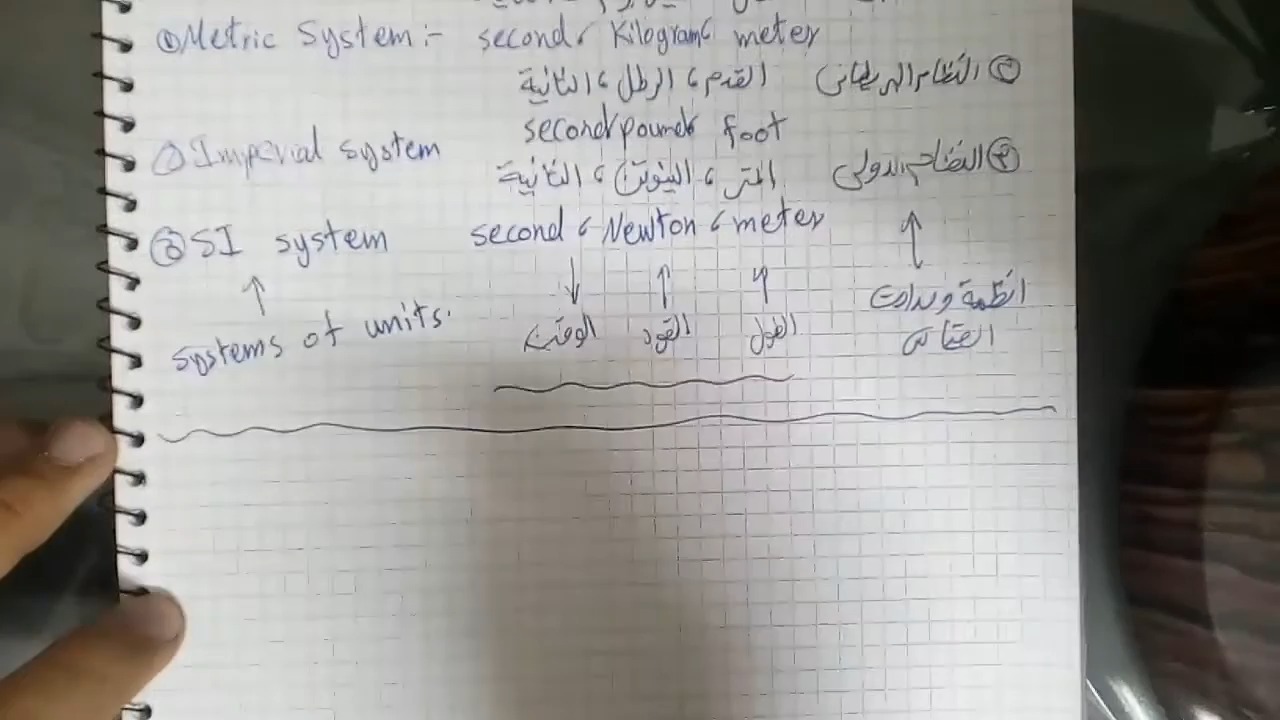 ① Metric System :- second، Kilogram، meter
② النظام البريطاني القدم، الرطل، الثانية
second pound foot
② Imperial system
③ النظام الدولي المتر، النيوتن، الثانية
③ SI system second، Newton، meter
systems of units. الوقت القوة الطول أنظمة وحدات
القياس